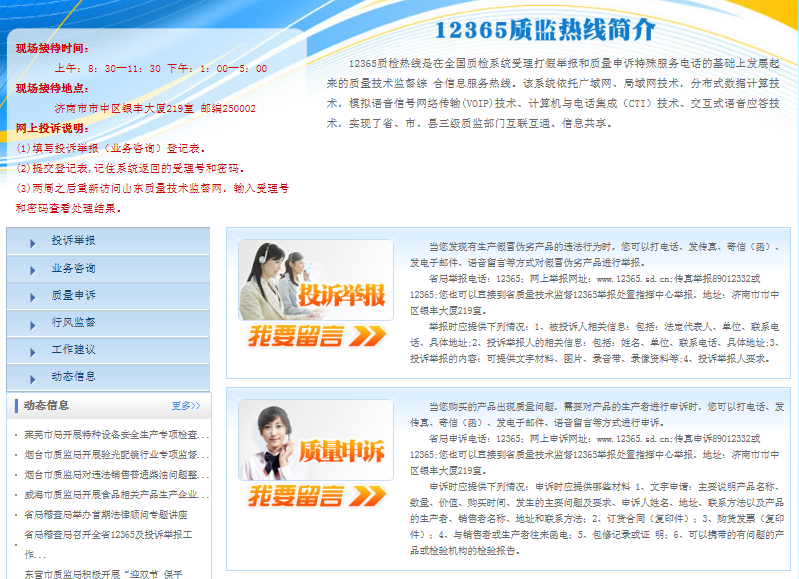 现场接待时间:
上午: 8: 30—11: 30 下午: 1: 00—5: 00
现场接待地点:
济南市市中区银丰大厦219室 邮编250002
网上投诉说明:
(1)填写投诉举报（业务咨询）登记表。
(2)提交登记表,记住系统返回的受理号和密码。
(3)两周之后重新访问山东质量技术监督网，输入受理号
和密码查看处理结果。
12365质监热线简介
12365质检热线是在全国质检系统受理打假举报和质量申诉特殊服务电话的基础上发展起
来的质量技术监督综 合信息服务热线。该系统依托广域网、局域网技术，分布式数据计算技
术，模拟语音信号网络传输(VOIP)技术、计算机与电话集成（CTI）技术、交互式语音应答技
术，实现了省、市、县三级质监部门互联互通、信息共享。
投诉举报
业务咨询
质量申诉
行风监督
工作建议
动态信息
动态信息 更多>>
· 莱芜市局开展特种设备安全生产专项检查...
· 烟台市质监局开展验光配镜行业专项监督...
· 烟台市质监局对违法销售普通柴油问题整...
· 威海市质监局开展食品相关产品生产企业...
· 省局稽查局举办首期法律顾问专题讲座
· 省局稽查局召开全省12365及投诉举报工
作...
东营市质监局积极开展“迎双节 保平
投诉举报
我要留言
当您发现有生产假冒伪劣产品的违法行为时，您可以打电话、发传真、寄信（函）、
发电子邮件、语音留言等方式对假冒伪劣产品进行举报。
省局举报电话: 12365; 网上举报网址: www.12365.sd.cn;传真举报89012332或
12365;您也可以直接到省质量技术监督12365举报处置指挥中心举报，地址: 济南市市中
区银丰大厦219室。
举报时应提供下列情况: 1、被投诉人相关信息: 包括: 法定代表人、单位、联系电
话、具体地址;2、投诉举报人的相关信息: 包括: 姓名、单位、联系电话、具体地址;3、
投诉举报的内容: 可提供文字材料、图片、录音带、录像资料等;4、投诉举报人要求。
质量申诉
我要留言
当您购买的产品出现质量问题，需要对产品的生产者进行申诉时，您可以打电话、发
传真、寄信（函）、发电子邮件、语音留言等方式进行申诉。
省局申诉电话: 12365; 网上申诉网址: www.12365.sd.cn;传真申诉89012332或
12365;您也可以直接到省质量技术监督12365举报处置指挥中心申诉，地址: 济南市市中
区银丰大厦219室。
申诉时应提供下列情况: 申诉时应提供哪些材料 1、文字申请: 主要说明产品名称、
数量、价值、购买时间、发生的主要问题及要求、申诉人姓名、地址、联系方法以及产品
的生产者、销售者名称、地址和联系方法; 2、订货合同（复印件）; 3、购货发票（复印
件）; 4、与销售者或生产者往来函电; 5、包修记录或证 明; 6、可以携带的有问题的产
品或检验机构的检验报告。